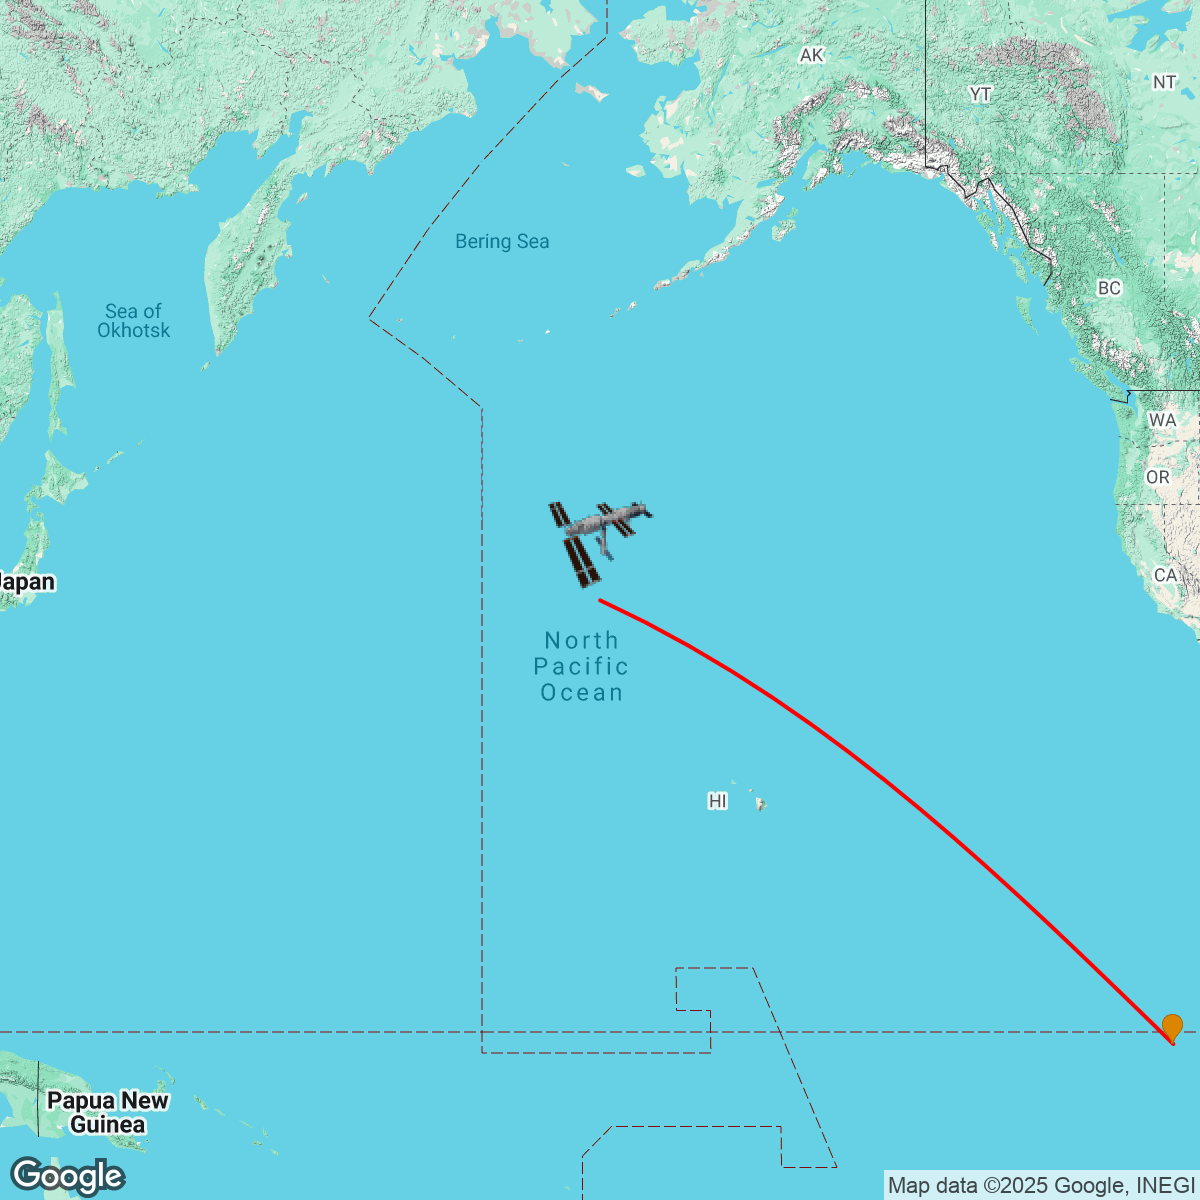 AK
NT
YT
Bering Sea
BC
Sea of
Okhotsk
WA
OR
CA
Japan
North
Pacific
Ocean
HI
Papua New
Guinea
Google
Map data ©2025 Google, INEGI